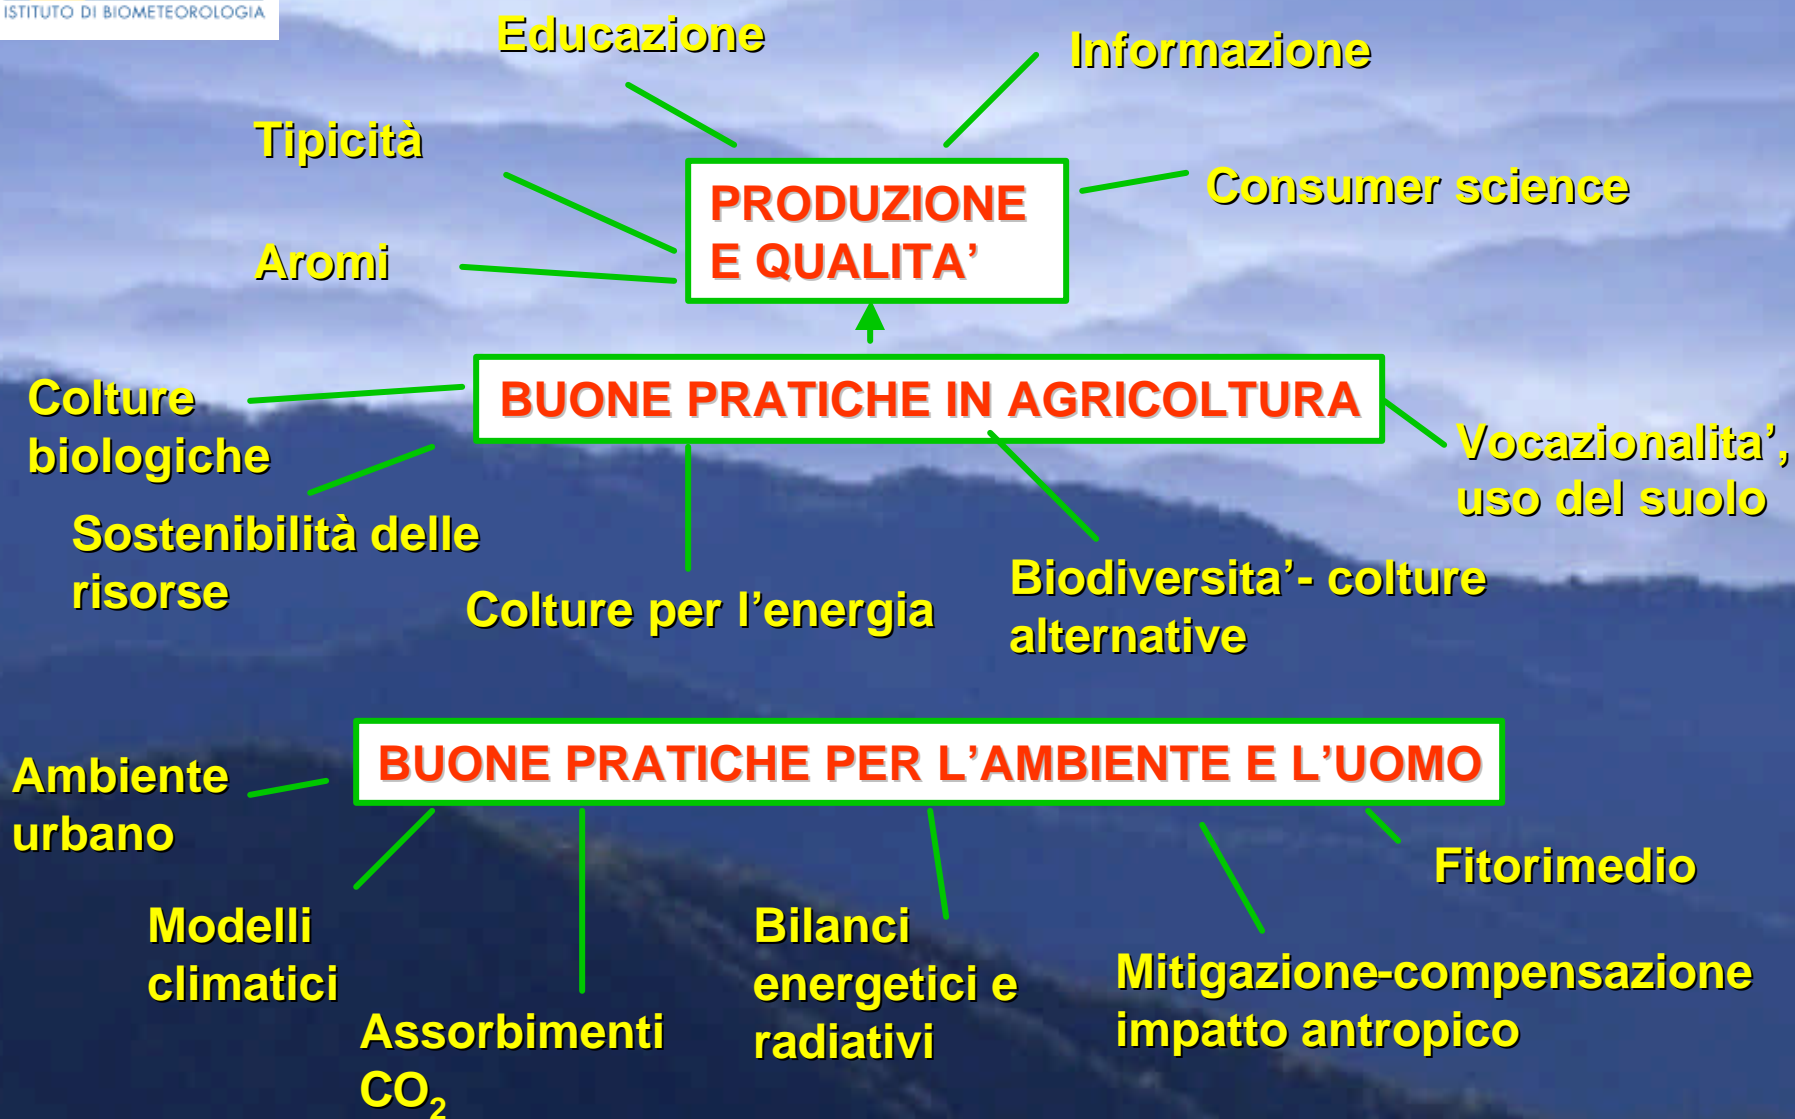 ISTITUTO DI BIOMETEOROLOGIA
Educazione
Informazione
Tipicità
Consumer science
Aromi
PRODUZIONE
E QUALITA’
BUONE PRATICHE IN AGRICOLTURA
Colture
biologiche
Vocazionalita’,
uso del suolo
Sostenibilità delle
risorse
Colture per l’energia
Biodiversita’- colture
alternative
BUONE PRATICHE PER L’AMBIENTE E L’UOMO
Ambiente
urbano
Modelli
climatici
Assorbimenti
CO₂
Bilanci
energetici e
radiativi
Mitigazione-compensazione
impatto antropico
Fitorimedio